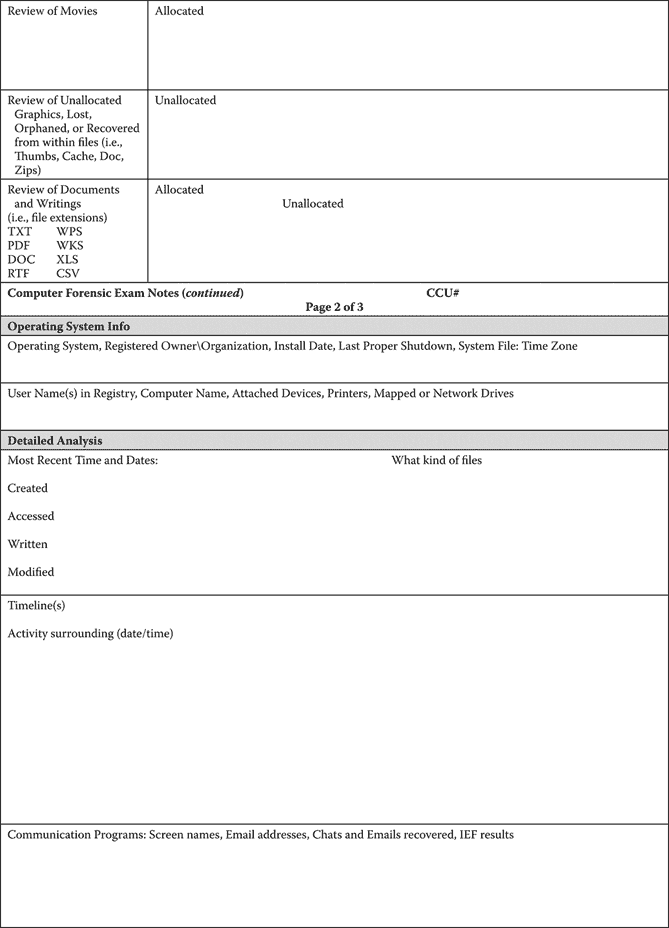 Review of Movies
Allocated
Review of Unallocated
Graphics, Lost,
Orphaned, or Recovered
from within files (i.e.,
Thumbs, Cache, Doc,
Zips)
Unallocated
Review of Documents
and Writings
(i.e., file extensions)
TXT WPS
PDF WKS
DOC XLS
RTF CSV
Allocated
Unallocated
Computer Forensic Exam Notes (continued) CCU#
Page 2 of 3
Operating System Info
Operating System, Registered Owner\Organization, Install Date, Last Proper Shutdown, System File: Time Zone
User Name(s) in Registry, Computer Name, Attached Devices, Printers, Mapped or Network Drives
Detailed Analysis
Most Recent Time and Dates: What kind of files
Created
Accessed
Written
Modified
Timeline(s)
Activity surrounding (date/time)
Communication Programs: Screen names, Email addresses, Chats and Emails recovered, IEF results